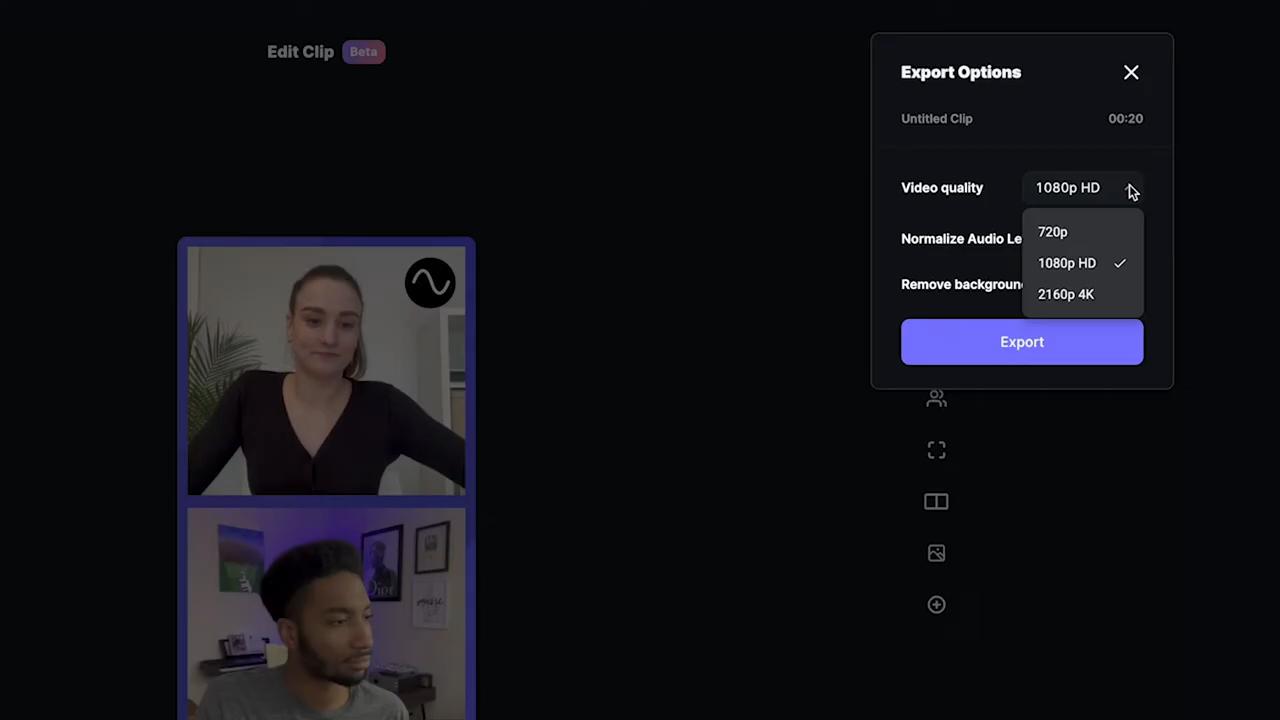 Edit Clip Beta
Export Options
Untitled Clip 00:20
Video quality 1080p HD
720p
Normalize Audio Le
1080p HD
Remove background
2160p 4K
Export